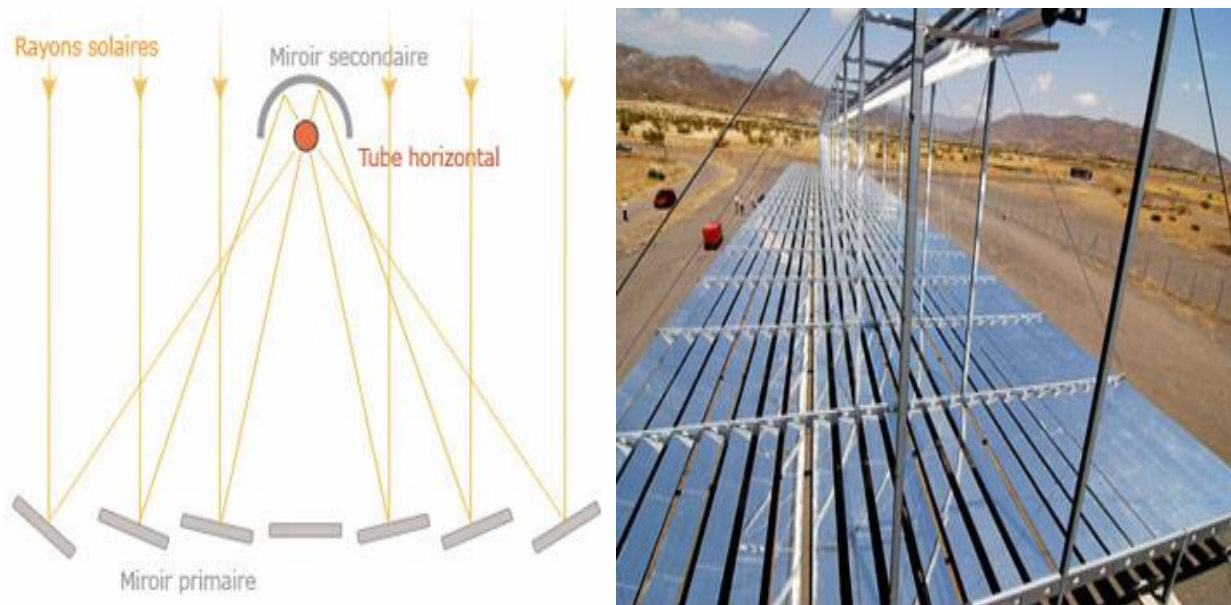 Rayons solaires
Miroir secondaire
Tube horizontal
Miroir primaire